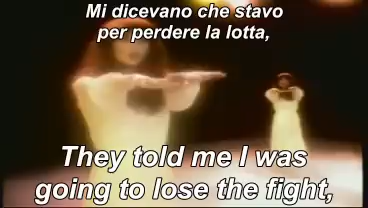 Mi dicevano che stavo
per perdere la lotta,
They told me I was
going to lose the fight,